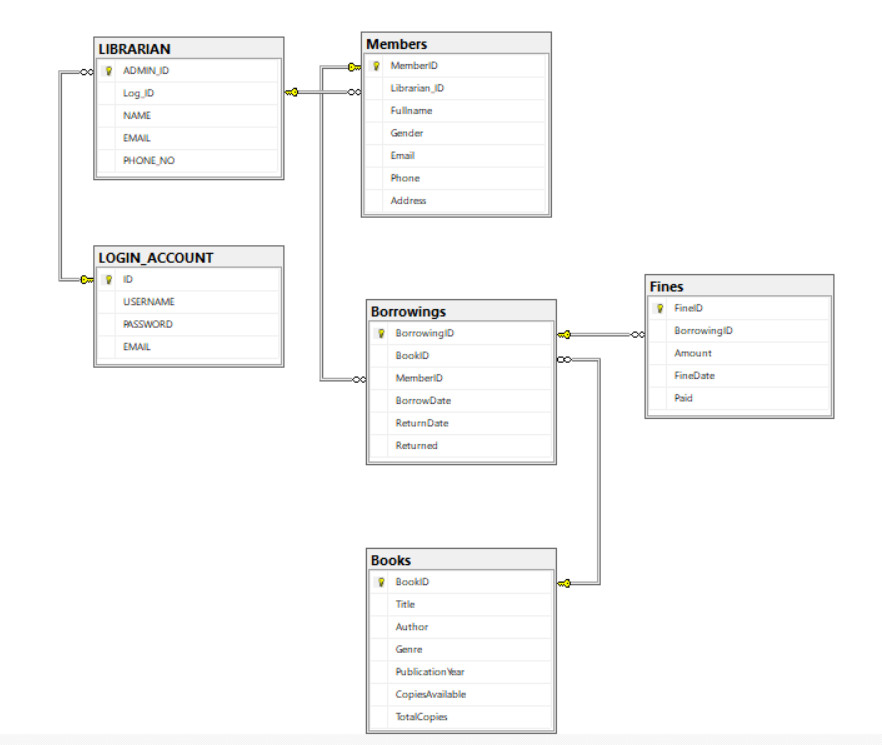 LIBRARIAN
ADMIN_ID
Log_ID
NAME
EMAIL
PHONE_NO
Members
MemberID
Librarian_ID
Fullname
Gender
Email
Phone
Address
LOGIN_ACCOUNT
ID
USERNAME
PASSWORD
EMAIL
Borrowings
BorrowingID
BookID
MemberID
BorrowDate
ReturnDate
Returned
Fines
FineID
BorrowingID
Amount
FineDate
Paid
Books
BookID
Title
Author
Genre
PublicationYear
CopiesAvailable
TotalCopies